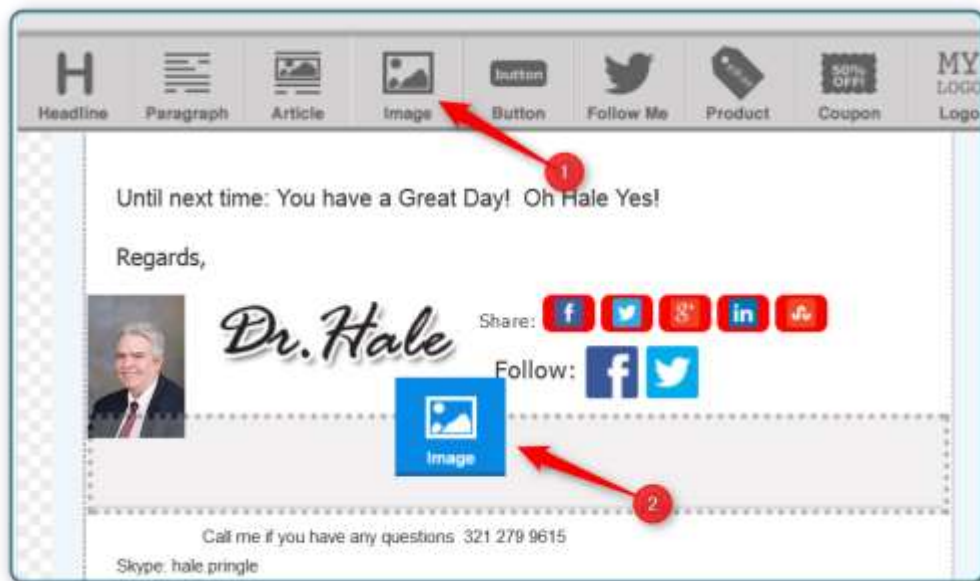 H
button
50% OFF!
MY
LOGO
Headline Paragraph Article Image Button Follow Me Product Coupon Logo
1
Until next time: You have a Great Day! Oh Hale Yes!
Regards,
Dr. Hale
Share: f g+ in
Follow: f
Image
2
Call me if you have any questions 321 279 9615
Skype: hale.pringle